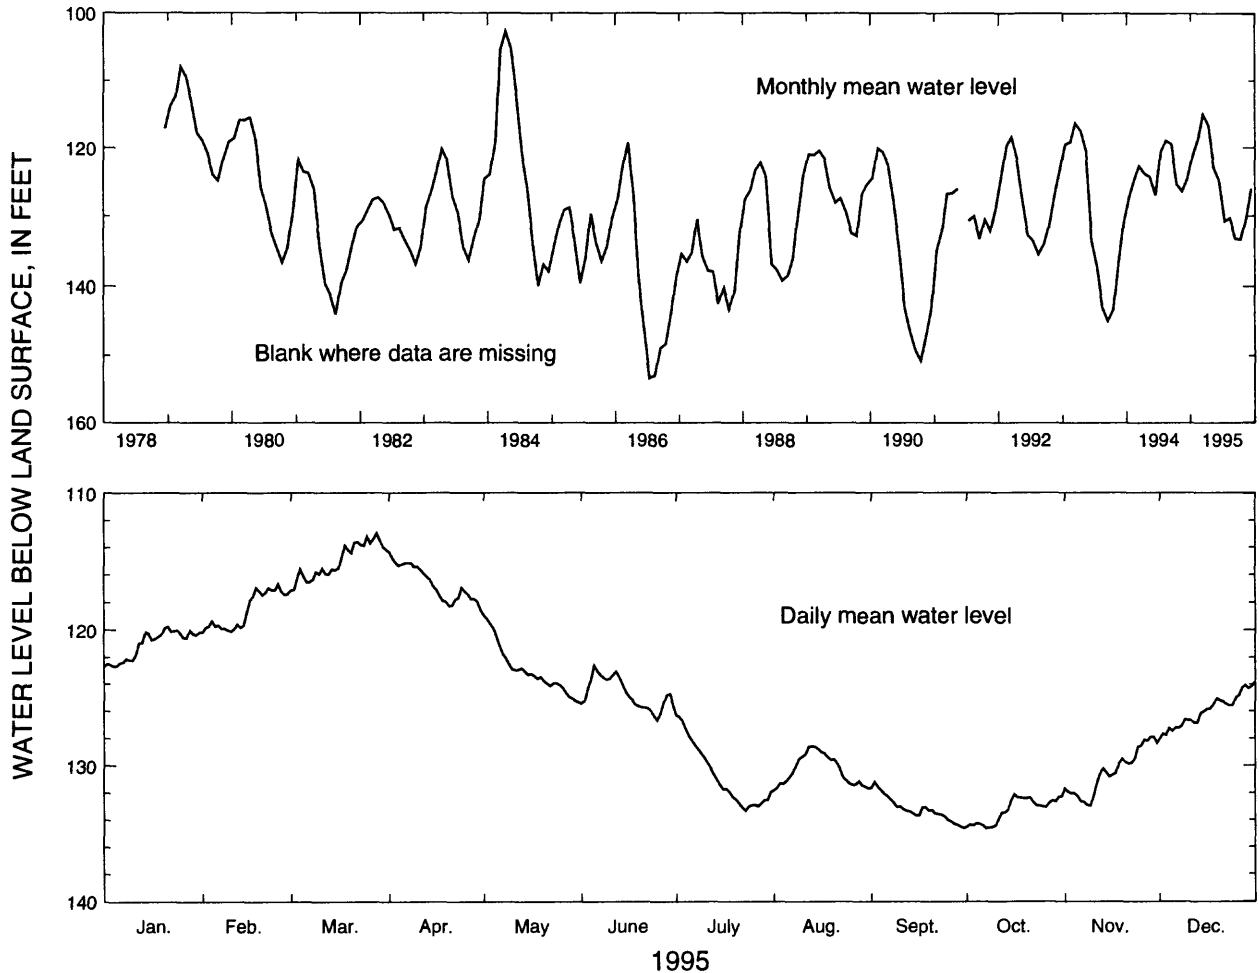 WATER LEVEL BELOW LAND SURFACE, IN FEET
100
120
140
160
Monthly mean water level
Blank where data are missing
1978 1980 1982 1984 1986 1988 1990 1992 1994 1995
110
120
130
140
Daily mean water level
Jan. Feb. Mar. Apr. May June July Aug. Sept. Oct. Nov. Dec.
1995